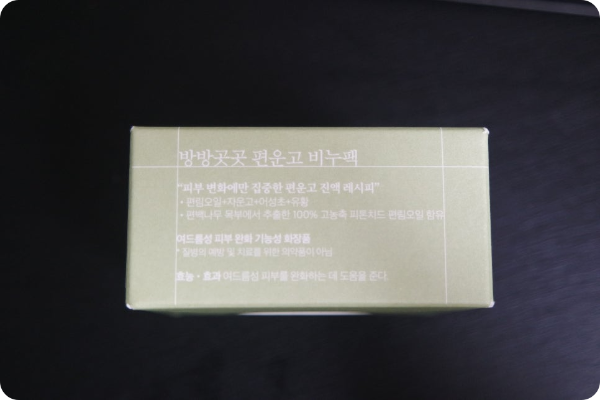 방방곳곳 편운고 비누팩
“피부 변화에만 집중한 편운고 진액 레시피”
• 편림오일+자운고+어성초+유황
• 편백나무 목부에서 추출한 100% 고농축 피톤치드 편림오일 함유
여드름성 피부 완화 기능성 화장품
* 질병의 예방 및 치료를 위한 의약품이 아님
효능・효과 여드름성 피부를 완화하는 데 도움을 준다.